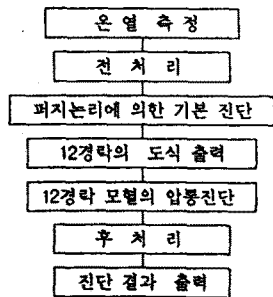 온 열 측 정
전 처 리
퍼지논리에 의한 기본 진단
12경락의 도식 출력
12경락 모혈의 압통진단
후 처 리
진단 결과 출력